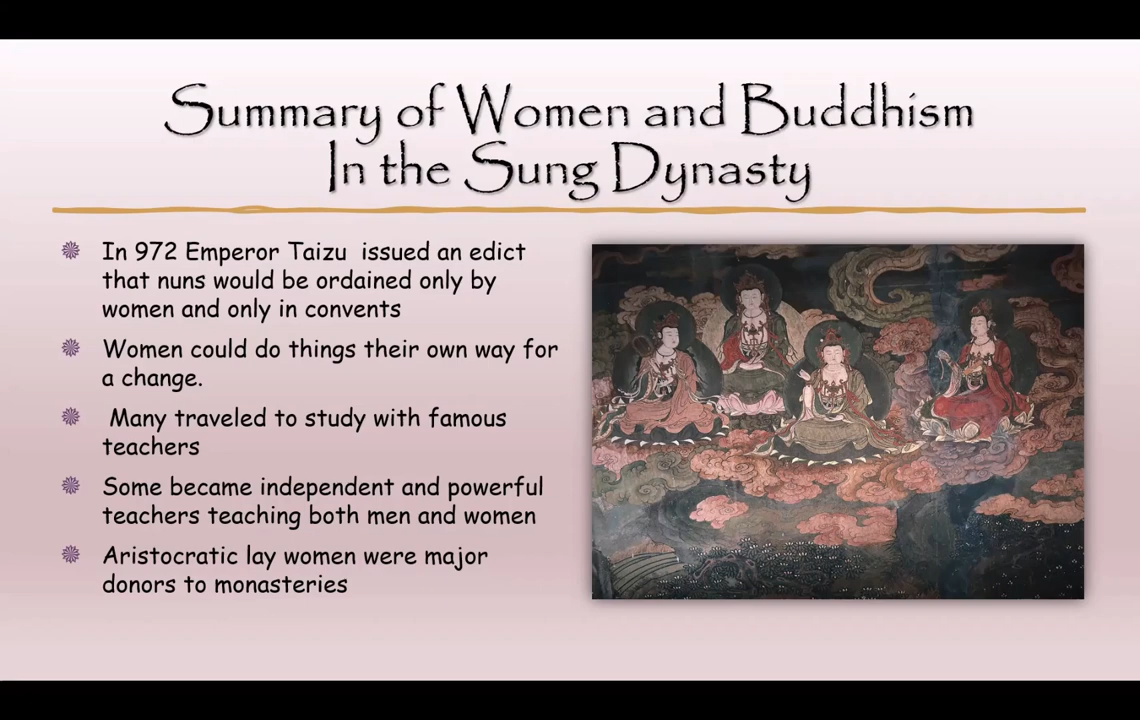 Summary of Women and Buddhism
In the Sung Dynasty
In 972 Emperor Taizu issued an edict
that nuns would be ordained only by
women and only in convents
Women could do things their own way for
a change.
Many traveled to study with famous
teachers
Some became independent and powerful
teachers teaching both men and women
Aristocratic lay women were major
donors to monasteries